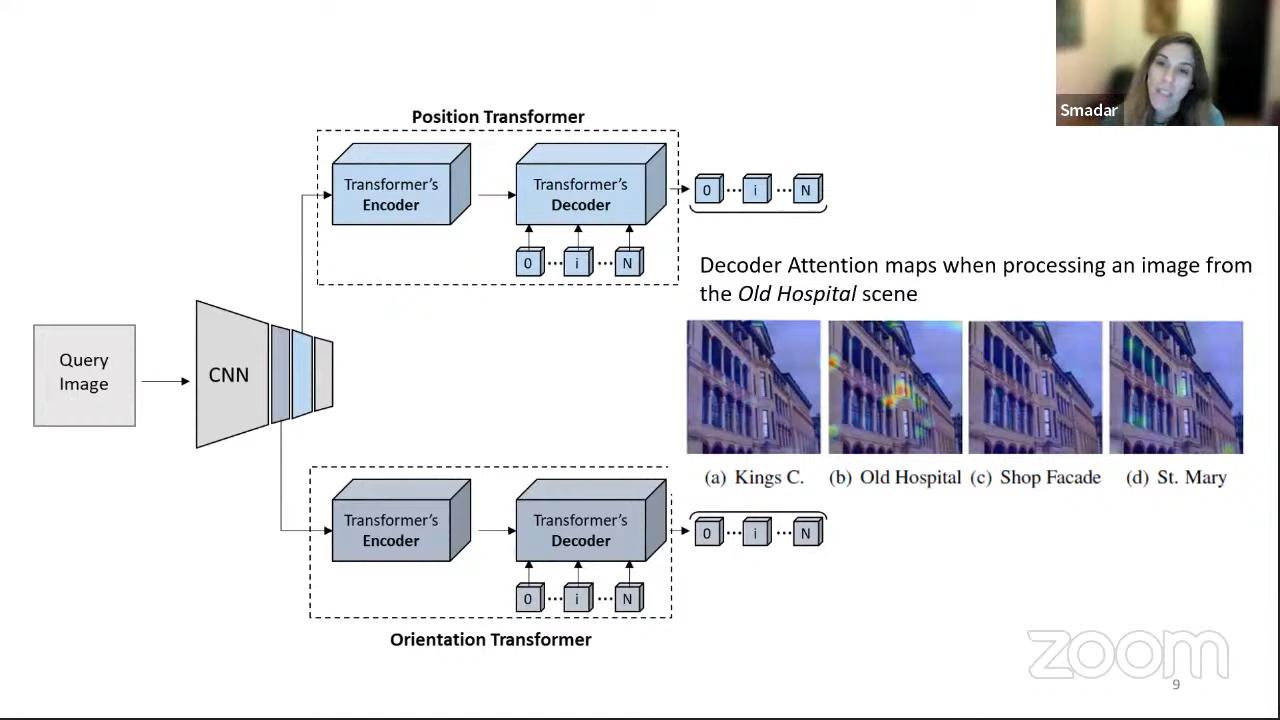 Smadar
Position Transformer
Transformer's
Encoder
Transformer's
Decoder
0 ... i ... N
0 ... i ... N
Decoder Attention maps when processing an image from
the Old Hospital scene
Query
Image
CNN
(a) Kings C. (b) Old Hospital (c) Shop Facade (d) St. Mary
Transformer's
Encoder
Transformer's
Decoder
0 ... i ... N
0 ... i ... N
Orientation Transformer
zoom
9